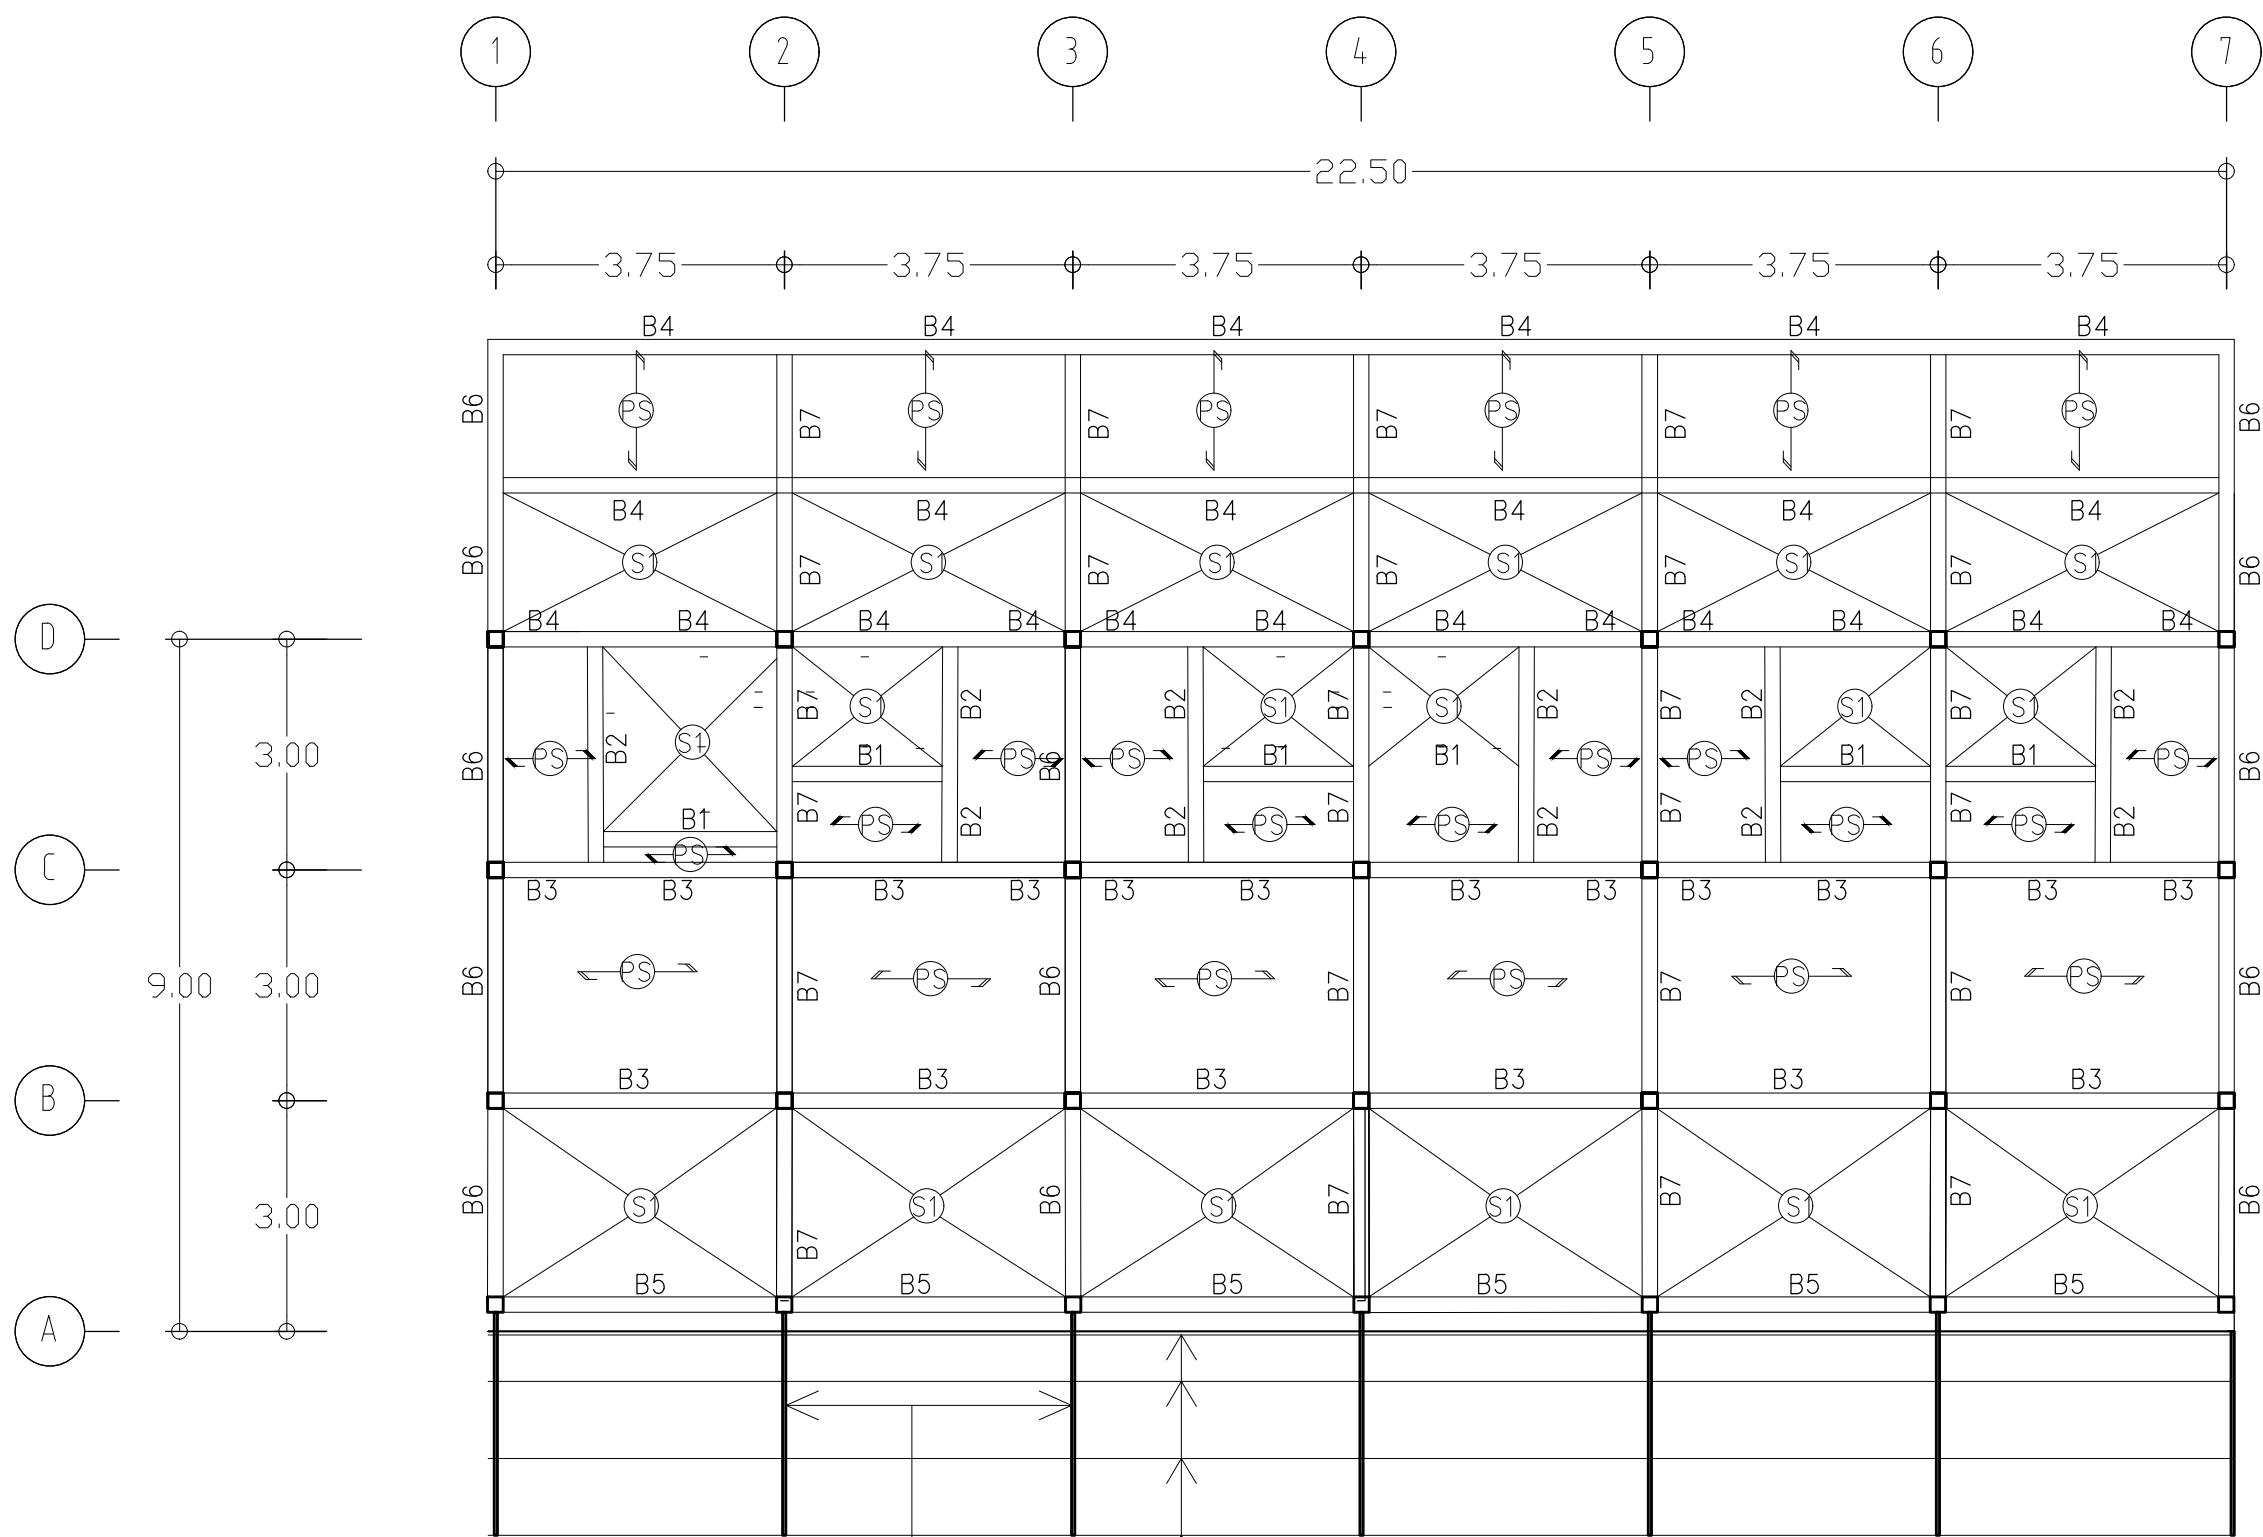 1 2 3 4 5 6 7
22.50
3.75 3.75 3.75 3.75 3.75 3.75
B4 B4 B4 B4 B4 B4
B6 PS B7 PS B7 PS B7 PS B7 PS B7 PS B6
B4 B4 B4 B4 B4 B4
B6 S1 B7 S1 B7 S1 B7 S1 B7 S1 B7 S1 B6
B4 B4 B4 B4 B4 B4 B4 B4 B4 B4 B4 B4
D
B7 S1 B2 B2 S1 B7 S1 B2 B7 B2 S1 B7 S1 B2
B2 S1
3.00 B6 PS B1 PS B6 PS B1 B1 PS PS B1 B1 PS B6
B1 B7 PS B2 B2 PS B7 PS B2 B7 B2 PS B7 PS B2
PS
C
B3 B3 B3 B3 B3 B3 B3 B3 B3 B3 B3 B3
9.00 3.00 B6 PS B7 PS B6 PS B7 PS B7 PS B7 PS B6
B3 B3 B3 B3 B3 B3
B
3.00 B6 S1 S1 B6 S1 B7 S1 B7 S1 B7 S1 B6
B7
B5 B5 B5 B5 B5 B5
A